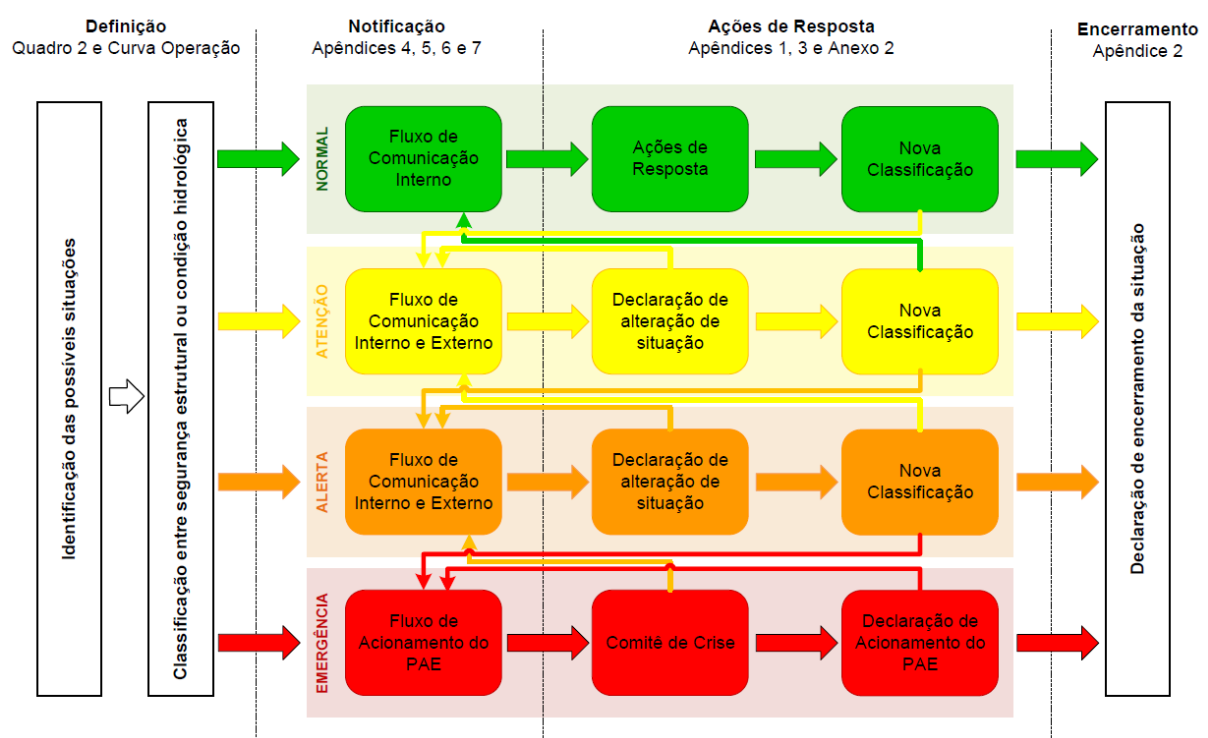 Definição
Quadro 2 e Curva Operação
Notificação
Apêndices 4, 5, 6 e 7
Ações de Resposta
Apêndices 1, 3 e Anexo 2
Encerramento
Apêndice 2
Identificação das possíveis situações
Classificação entre segurança estrutural ou condição hidrológica
NORMAL
Fluxo de
Comunicação
Interno
Ações de
Resposta
Nova
Classificação
ATENÇÃO
Fluxo de
Comunicação
Interno e Externo
Declaração de
alteração de
situação
Nova
Classificação
ALERTA
Fluxo de
Comunicação
Interno e Externo
Declaração de
alteração de
situação
Nova
Classificação
EMERGÊNCIA
Fluxo de
Acionamento do
PAE
Comitê de Crise
Declaração de
Acionamento do
PAE
Declaração de encerramento da situação